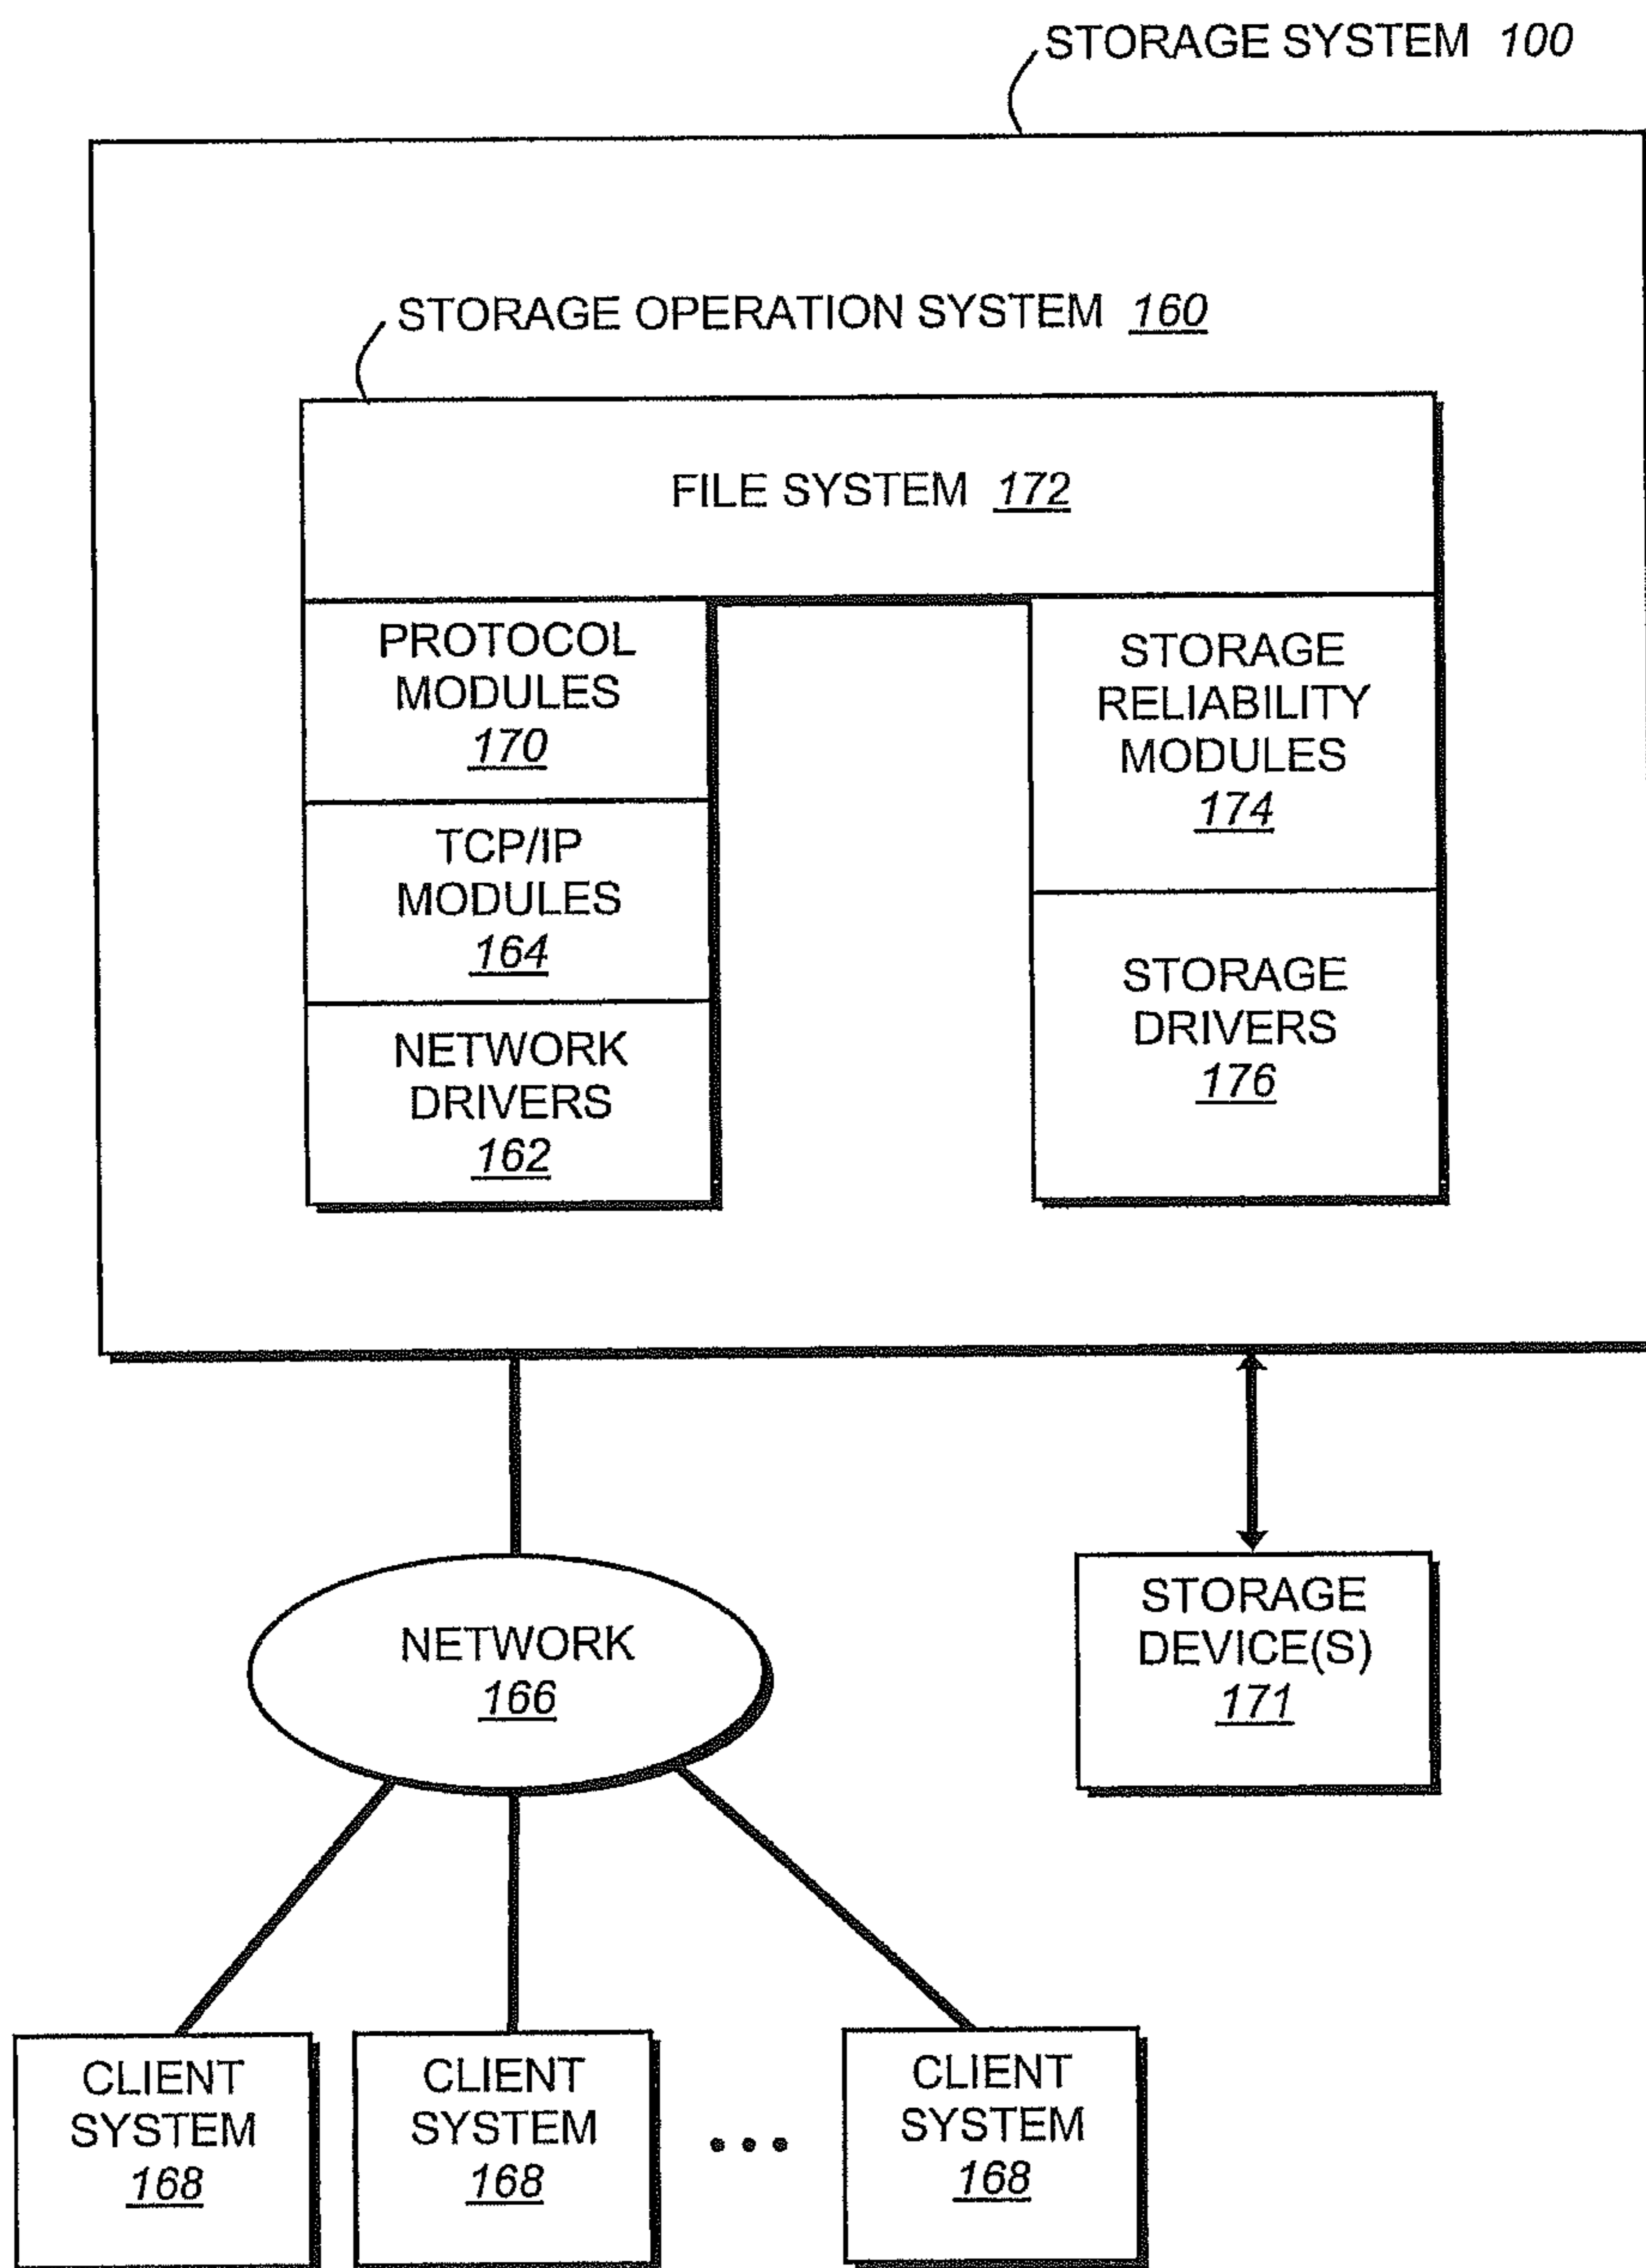 STORAGE SYSTEM 100
STORAGE OPERATION SYSTEM 160
FILE SYSTEM 172
PROTOCOL
MODULES
170
TCP/IP
MODULES
164
NETWORK
DRIVERS
162
STORAGE
RELIABILITY
MODULES
174
STORAGE
DRIVERS
176
NETWORK
166
STORAGE
DEVICE(S)
171
CLIENT
SYSTEM
168
CLIENT
SYSTEM
168
•••
CLIENT
SYSTEM
168